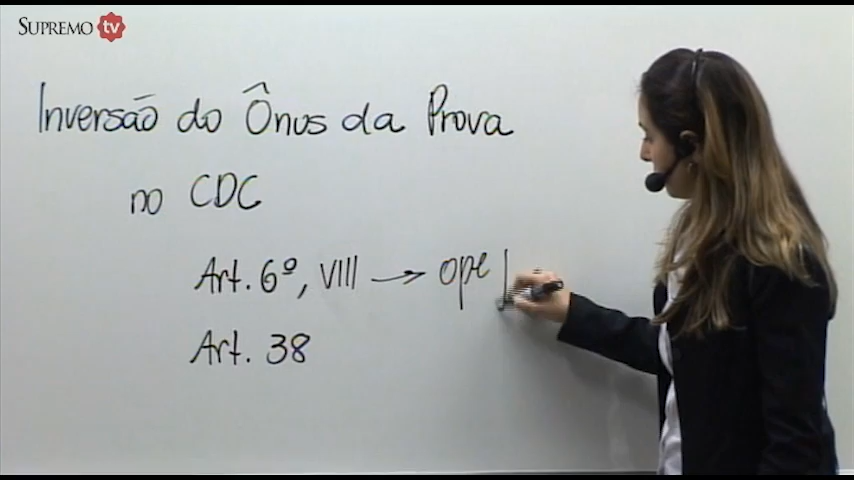 SUPREMO tv
Inversão do Ônus da Prova
no CDC
Art. 6º, VIII → ope
Art. 38